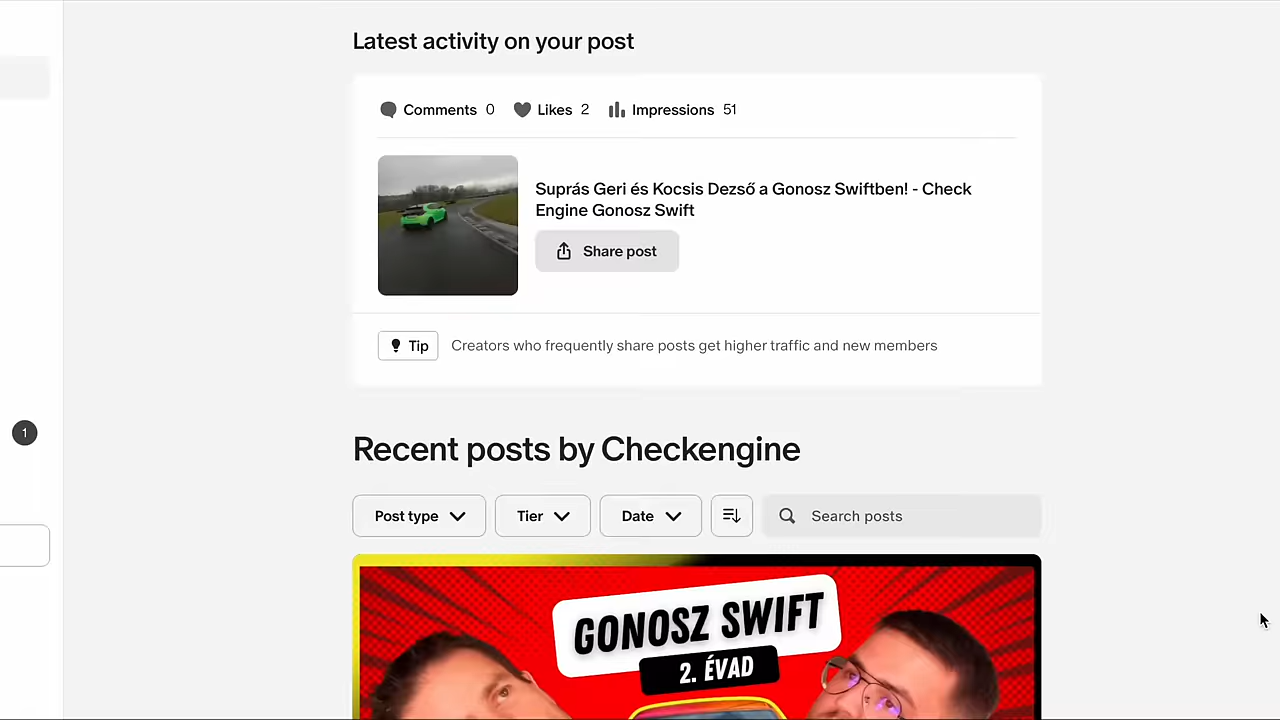 Latest activity on your post
Comments 0 Likes 2 Impressions 51
Suprás Geri és Kocsis Dezső a Gonosz Swiftben! - Check
Engine Gonosz Swift
Share post
Tip Creators who frequently share posts get higher traffic and new members
1
Recent posts by Checkengine
Post type Tier Date Search posts
GONOSZ SWIFT
2. ÉVAD